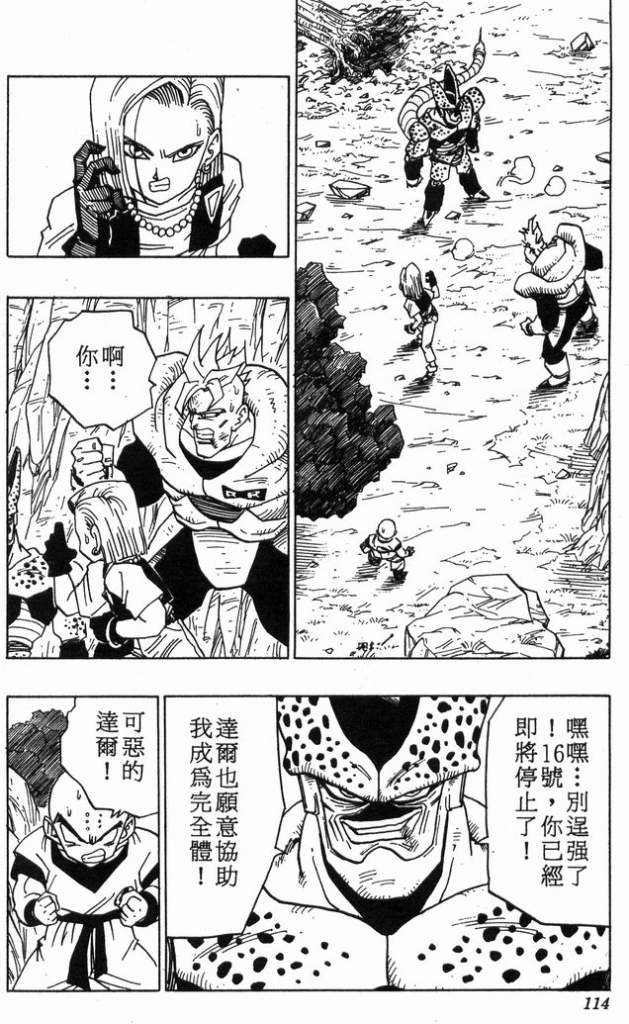 啊…
你…
嘿嘿…別逞强了
！16號，你已經
即將停止了！
達爾也願意協助
我成爲完全體！
可惡的
達爾！
114